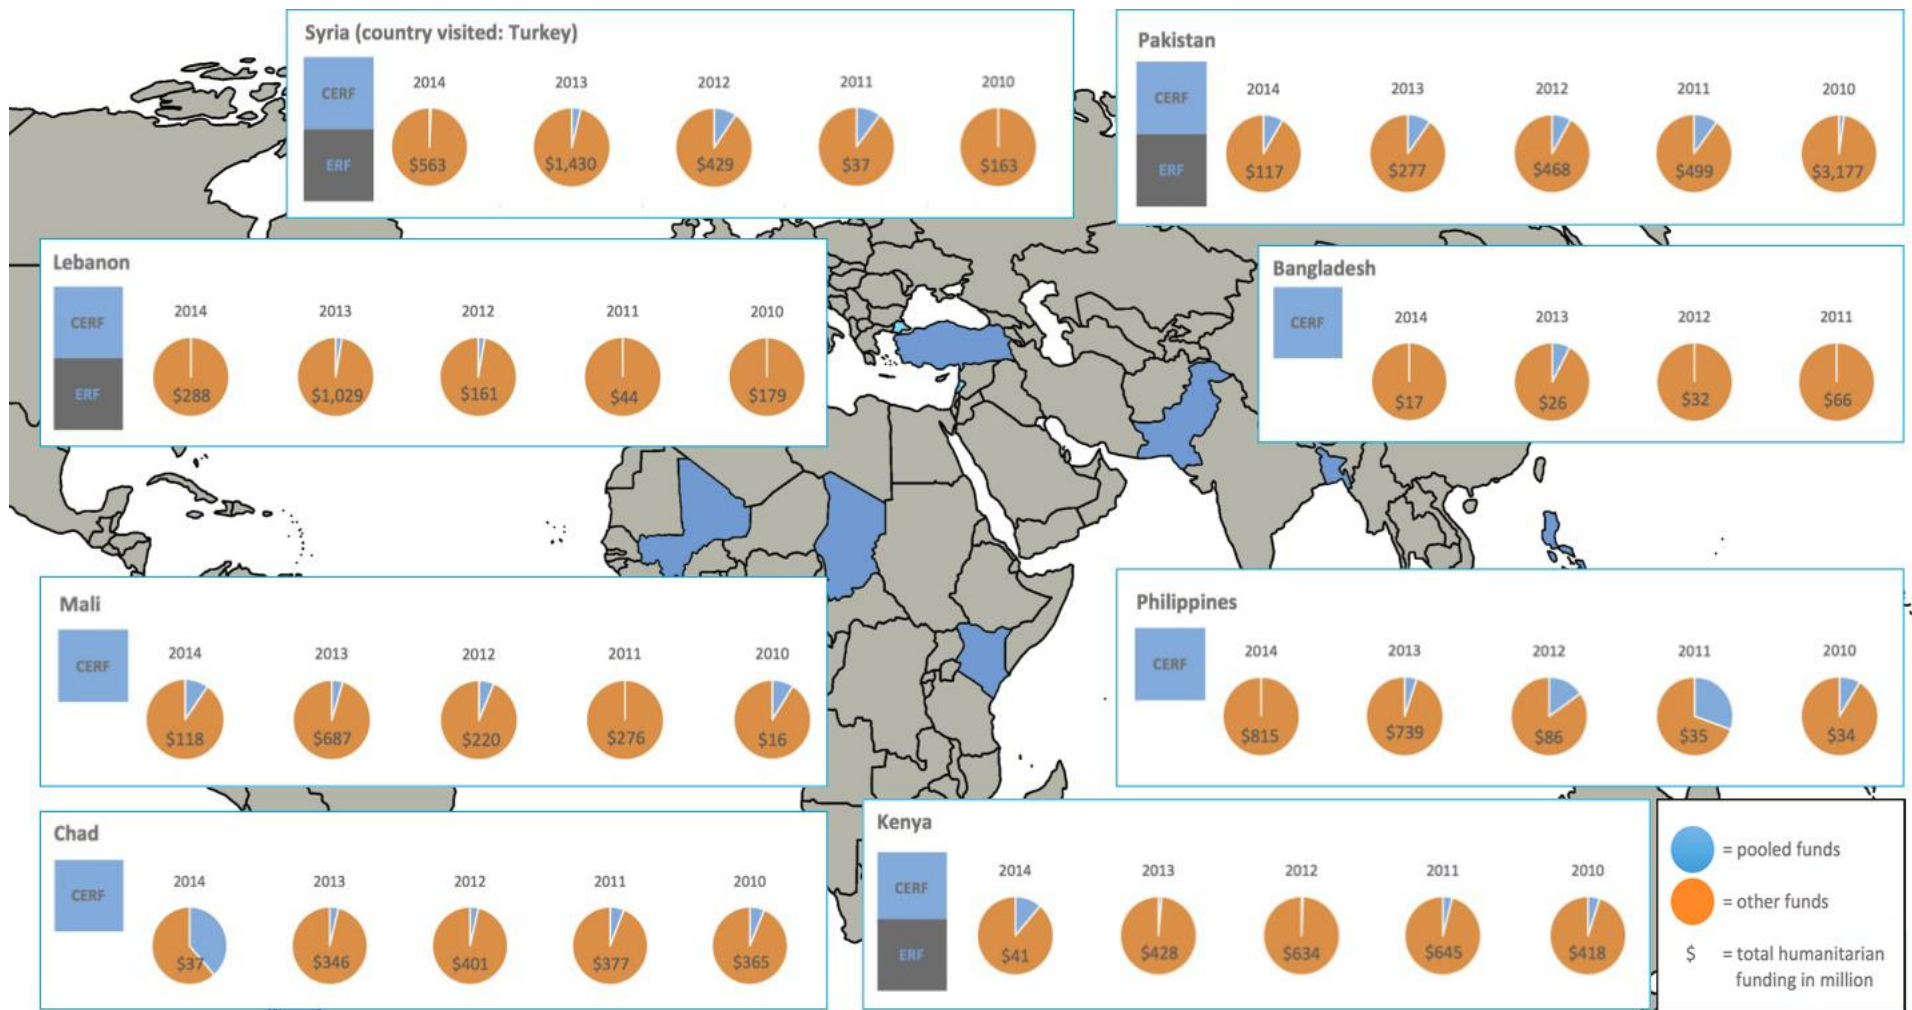 Syria (country visited: Turkey)
CERF
ERF
2014 2013 2012 2011 2010
$563 $1,430 $429 $37 $163
Pakistan
CERF
ERF
2014 2013 2012 2011 2010
$117 $277 $468 $499 $3,177
Lebanon
CERF
ERF
2014 2013 2012 2011 2010
$288 $1,029 $161 $44 $179
Bangladesh
CERF
2014 2013 2012 2011
$17 $26 $32 $66
Mali
CERF
2014 2013 2012 2011 2010
$118 $687 $220 $276 $16
Philippines
CERF
2014 2013 2012 2011 2010
$815 $739 $86 $35 $34
Chad
CERF
2014 2013 2012 2011 2010
$37 $346 $401 $377 $365
Kenya
CERF
ERF
2014 2013 2012 2011 2010
$41 $428 $634 $645 $418
= pooled funds
= other funds
$ = total humanitarian
funding in million